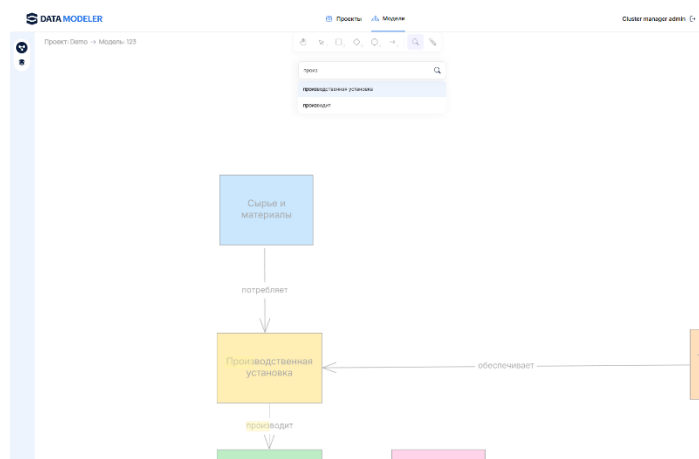 DATA MODELER
Проекты
Модели
Cluster manager admin
Проект: Demo → Модель: 123
произ
производственная установка
производит
Сырье и
материалы
потребляет
Производственная
установка
обеспечивает
производит